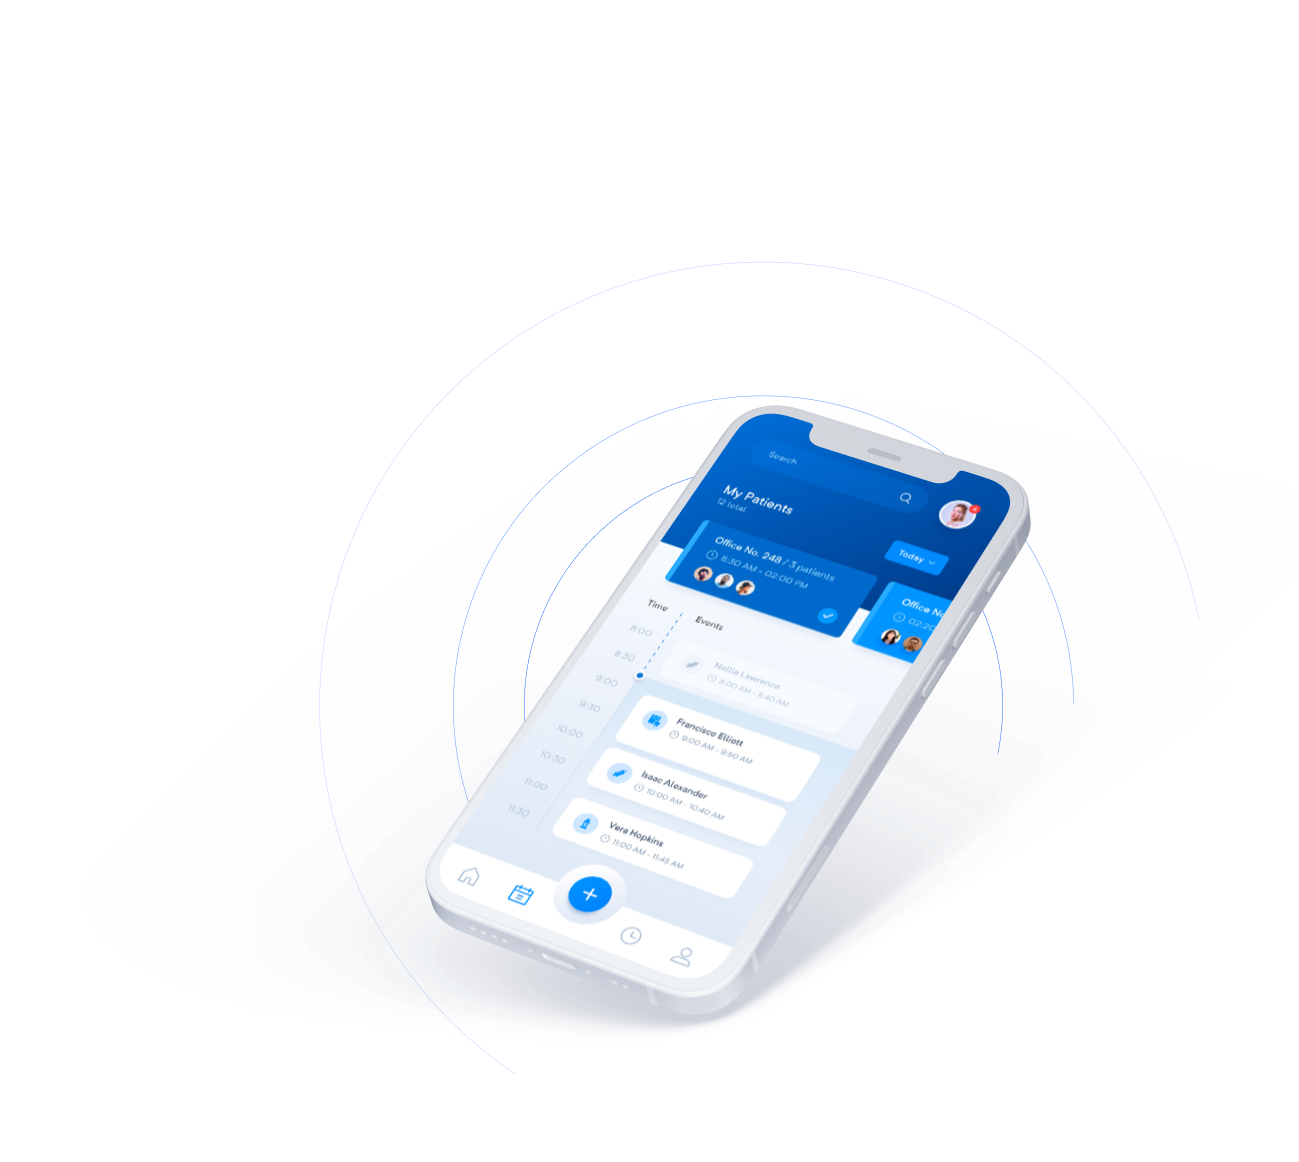 Search
My Patients
12 total
Today
Office No. 248 / 3 patients
8:30 AM - 02:00 PM
Office
Time
Events
8:00
8:30
9:00
9:30
10:00
10:30
11:00
11:30
Nollie Lawrence
8:00 AM - 8:40 AM
Francisco Elliott
9:00 AM - 9:50 AM
Isaac Alexander
10:00 AM - 10:40 AM
Vera Hopkins
11:00 AM - 11:45 AM